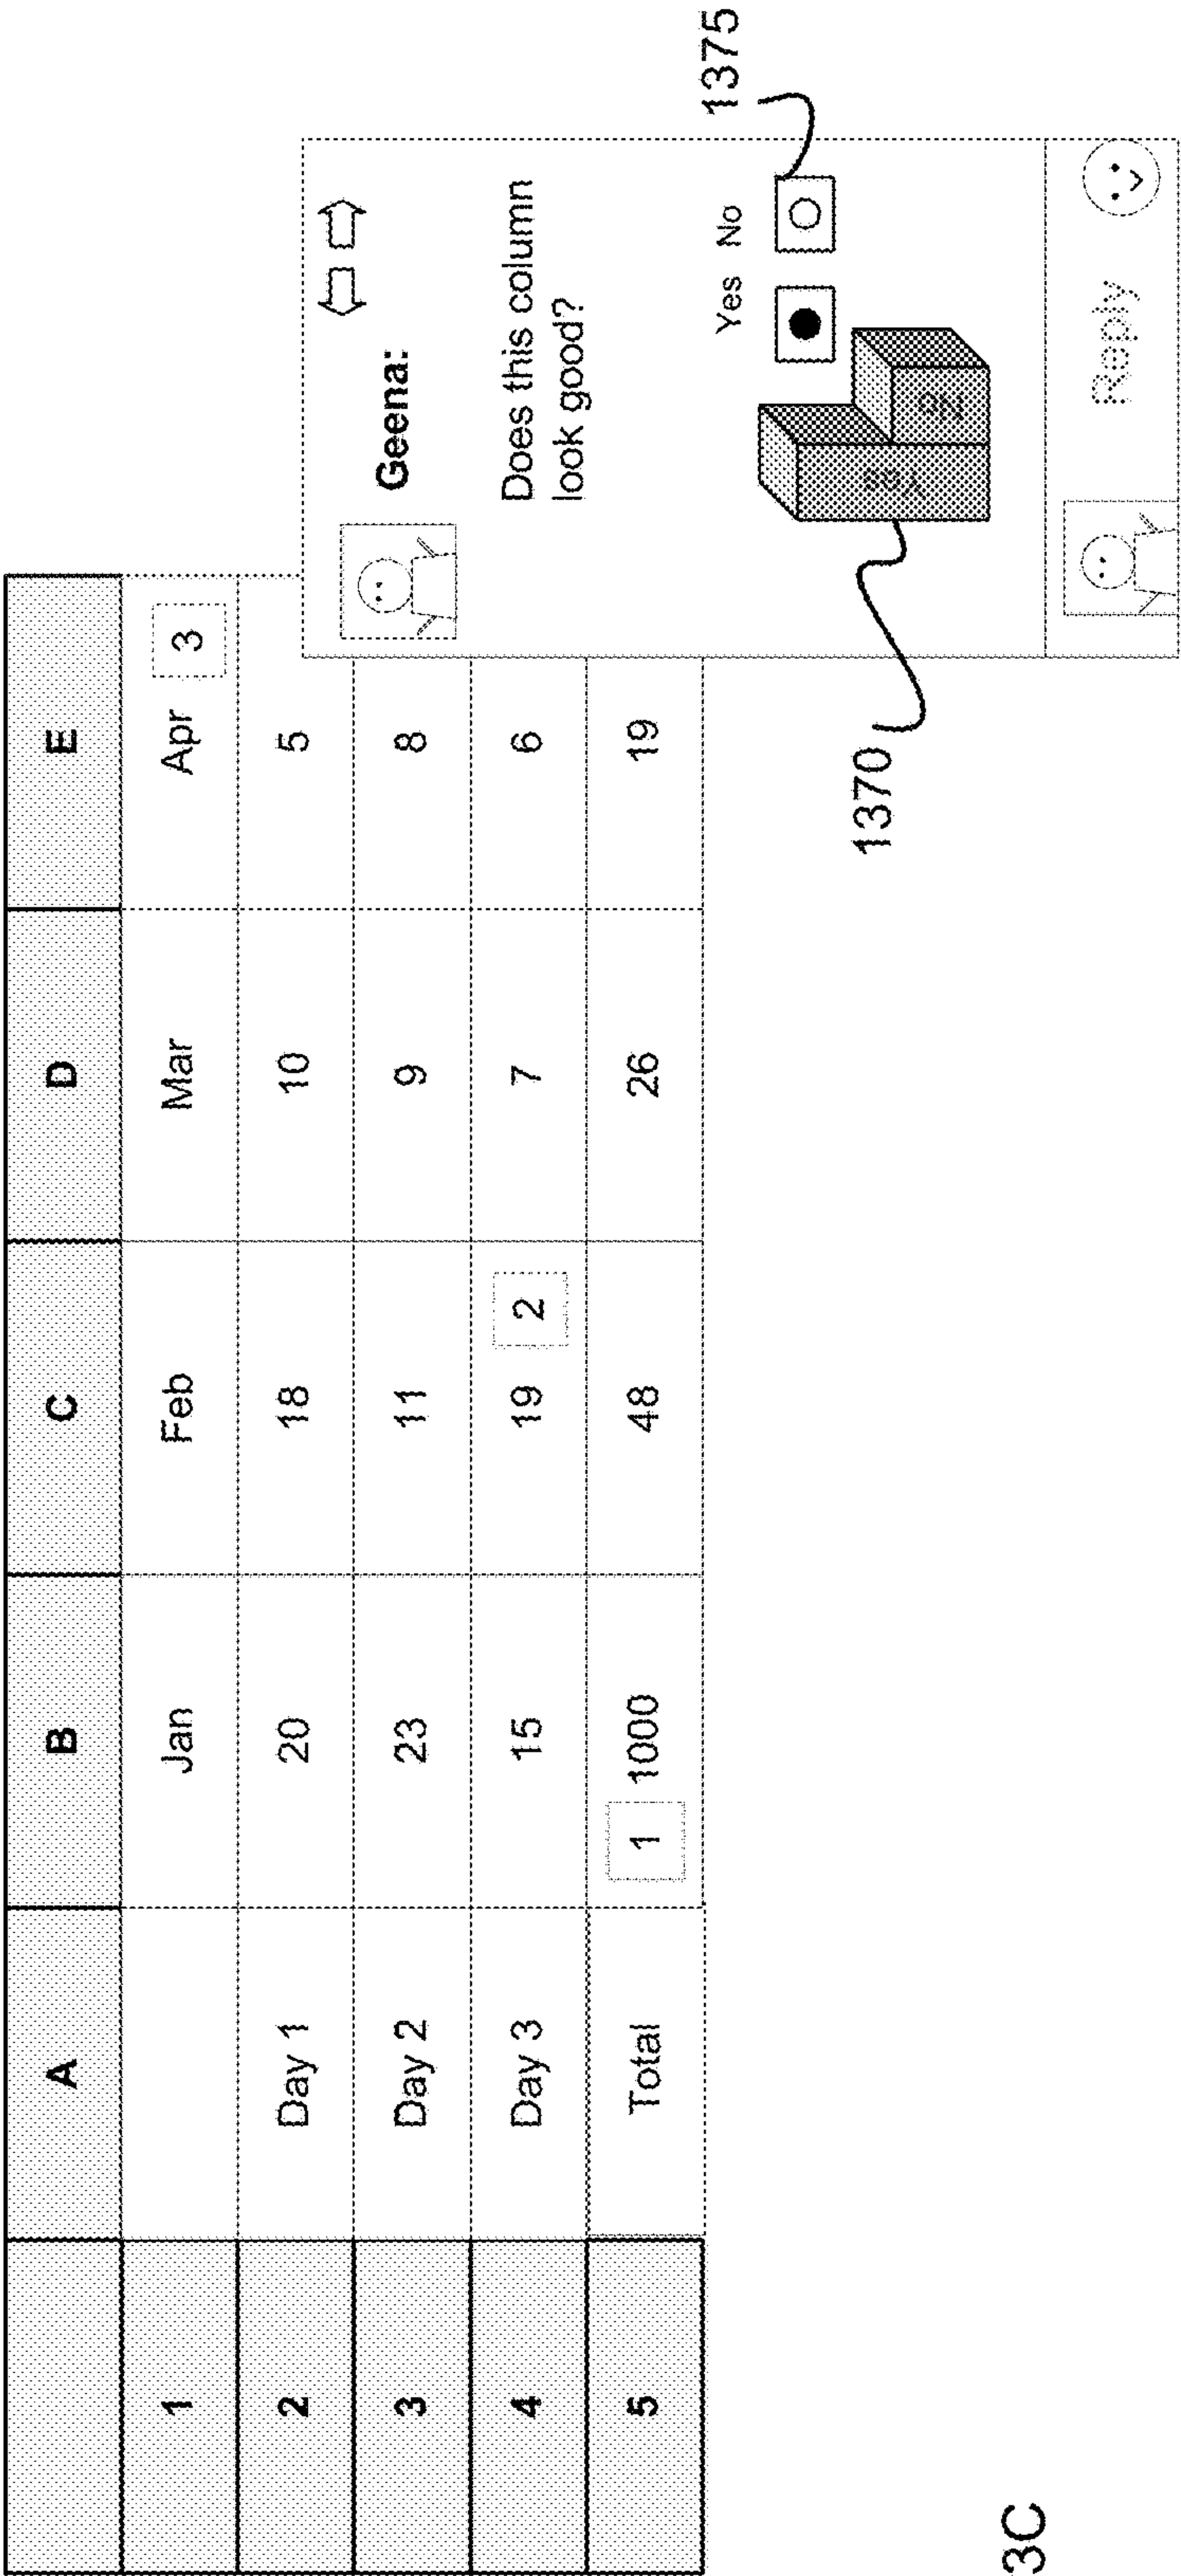 A B C D E
1 Jan Feb Mar Apr 3
2 Day 1 20 18 10 5
3 Day 2 23 11 9 8
4 Day 3 15 19 2 7 6
5 Total 1 1000 48 26 19
Geena:
Does this column
look good?
Yes No
Yes
No
Reply
1370
1375
3C